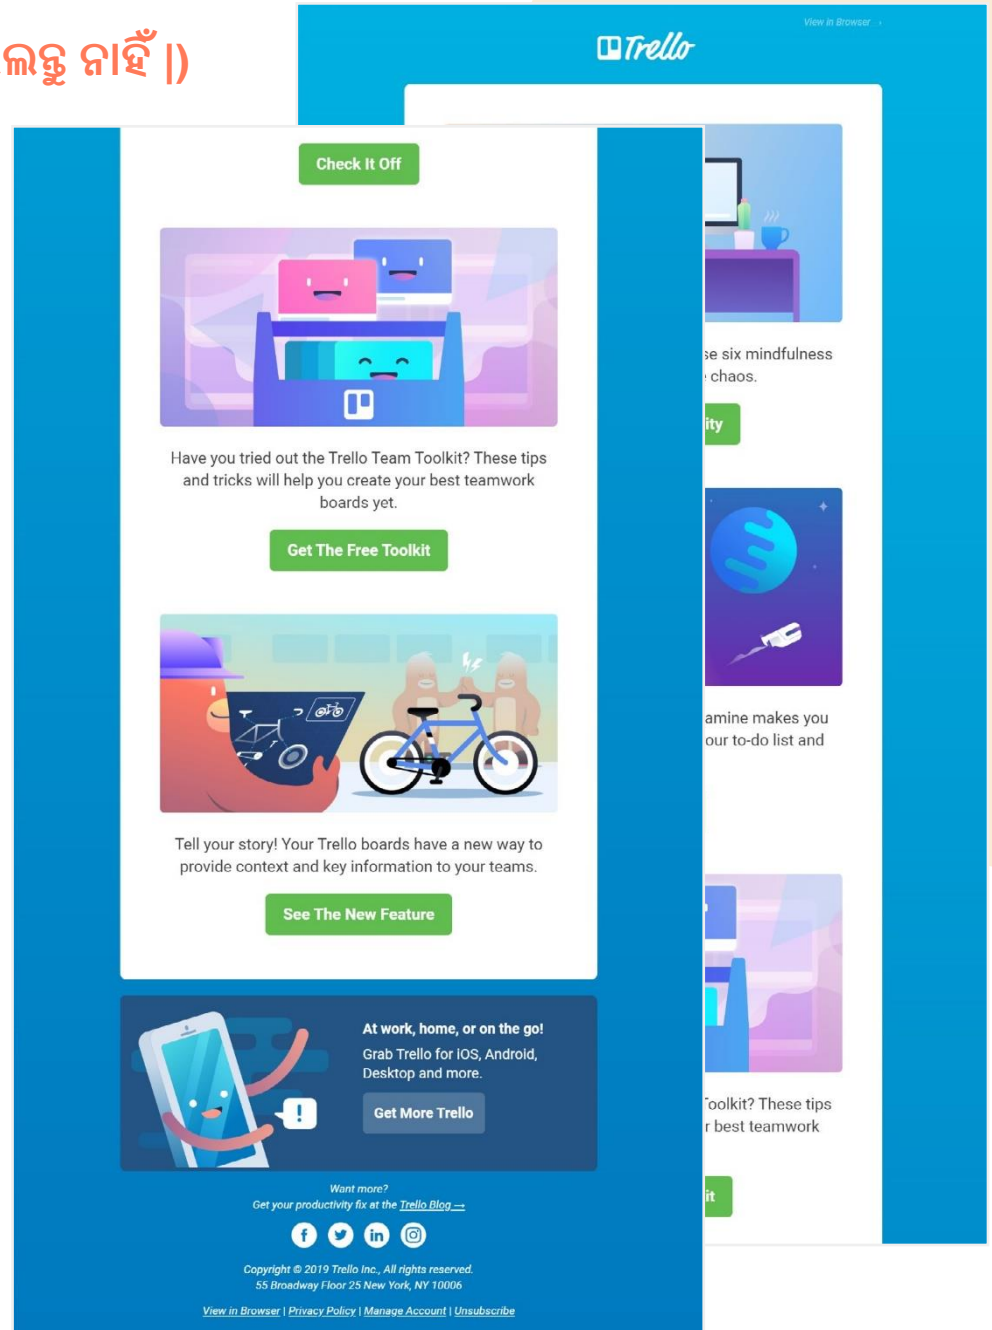 ନ୍ତୁ ନାହିଁ |)
View in Browser ›
Trello
Check It Off
Have you tried out the Trello Team Toolkit? These tips
and tricks will help you create your best teamwork
boards yet.
Get The Free Toolkit
Tell your story! Your Trello boards have a new way to
provide context and key information to your teams.
See The New Feature
At work, home, or on the go!
Grab Trello for iOS, Android,
Desktop and more.
Get More Trello
Want more?
Get your productivity fix at the Trello Blog →
Copyright © 2019 Trello Inc., All rights reserved.
55 Broadway Floor 25 New York, NY 10006
View in Browser | Privacy Policy | Manage Account | Unsubscribe
se six mindfulness
chaos.
ity
amine makes you
our to-do list and
Toolkit? These tips
r best teamwork
it